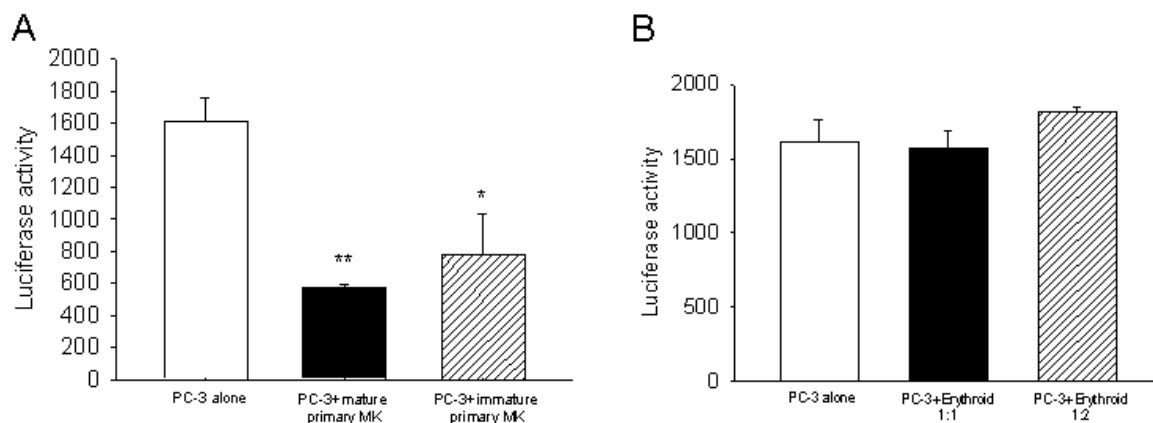 A
Luciferase activity
2000
1800
1600
1400
1200
1000
800
600
400
200
0
**
*
PC-3 alone
PC-3+mature
primary MK
PC-3+immature
primary MK
B
Luciferase activity
2000
1500
1000
500
0
PC-3 alone
PC-3+Erythroid
1:1
PC-3+Erythroid
1:2